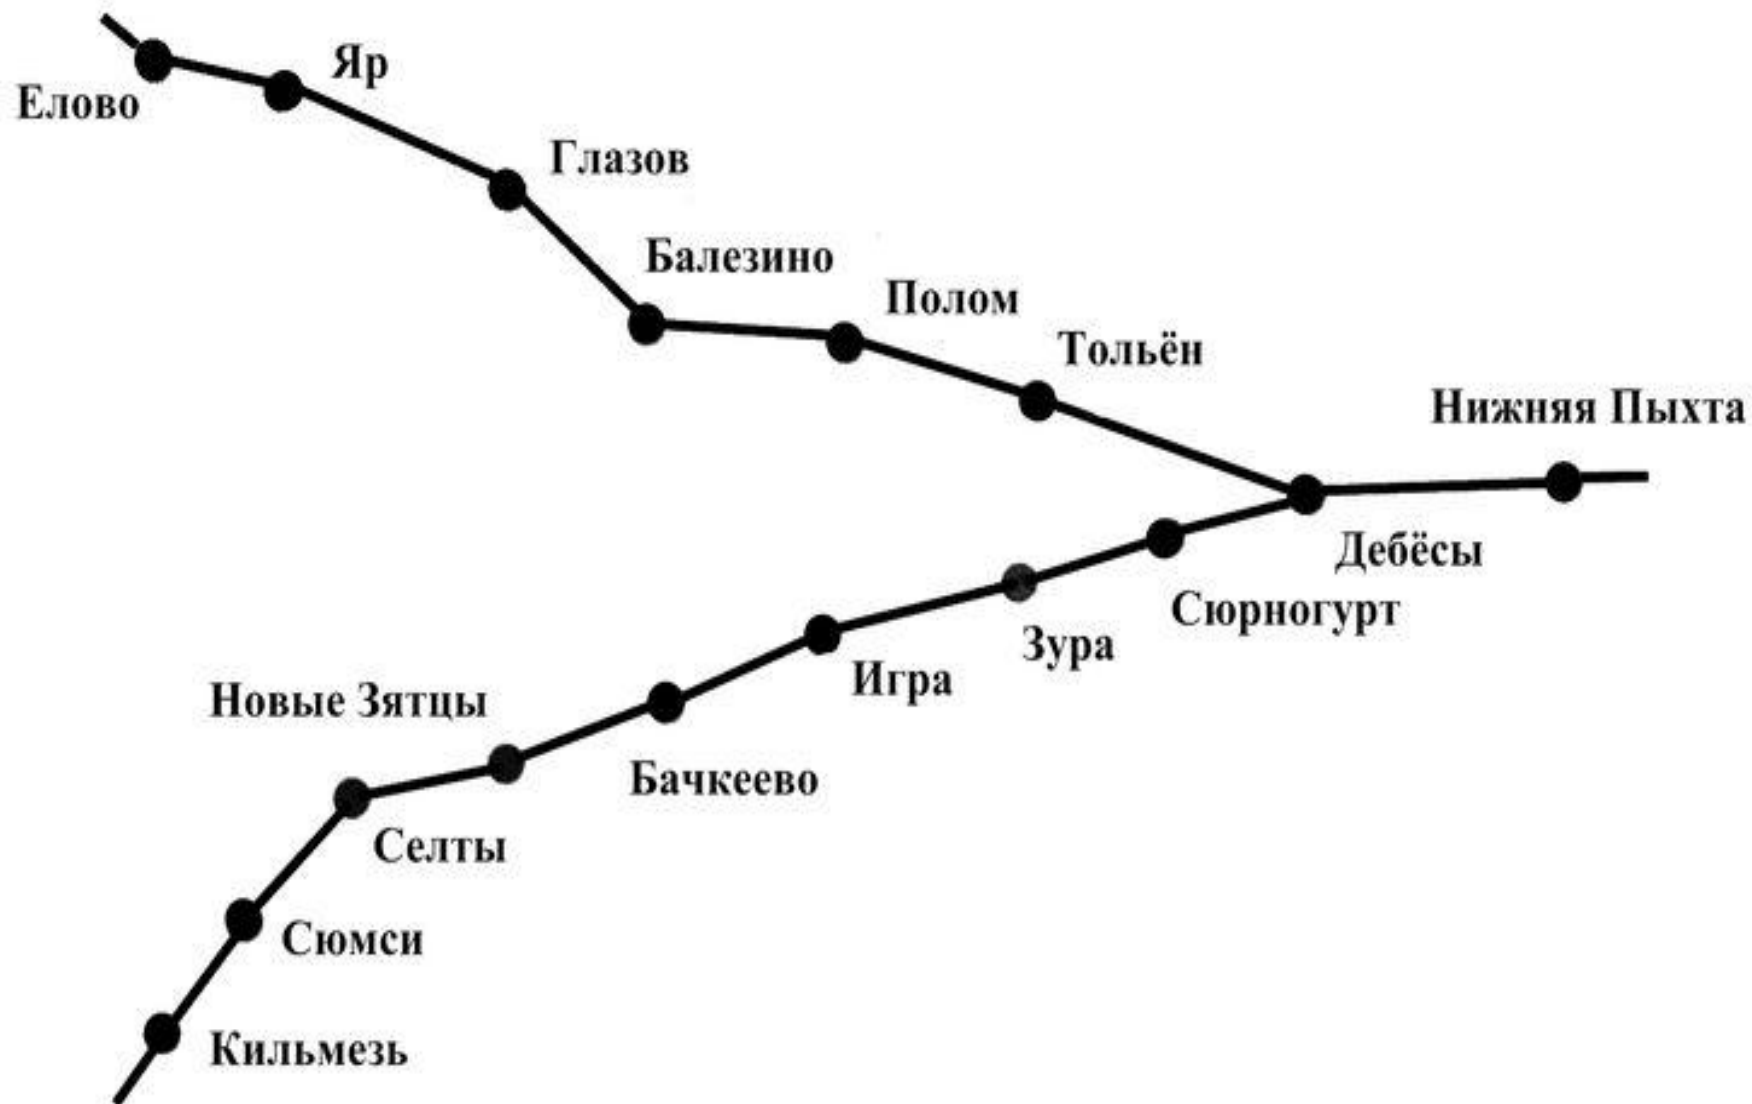 Яр
Елово
Глазов
Балезино
Полом
Тольён
Нижняя Пыхта
Дебёсы
Сюрногурт
Зура
Игра
Новые Зятцы
Бачкеево
Селты
Сюмси
Кильмезь